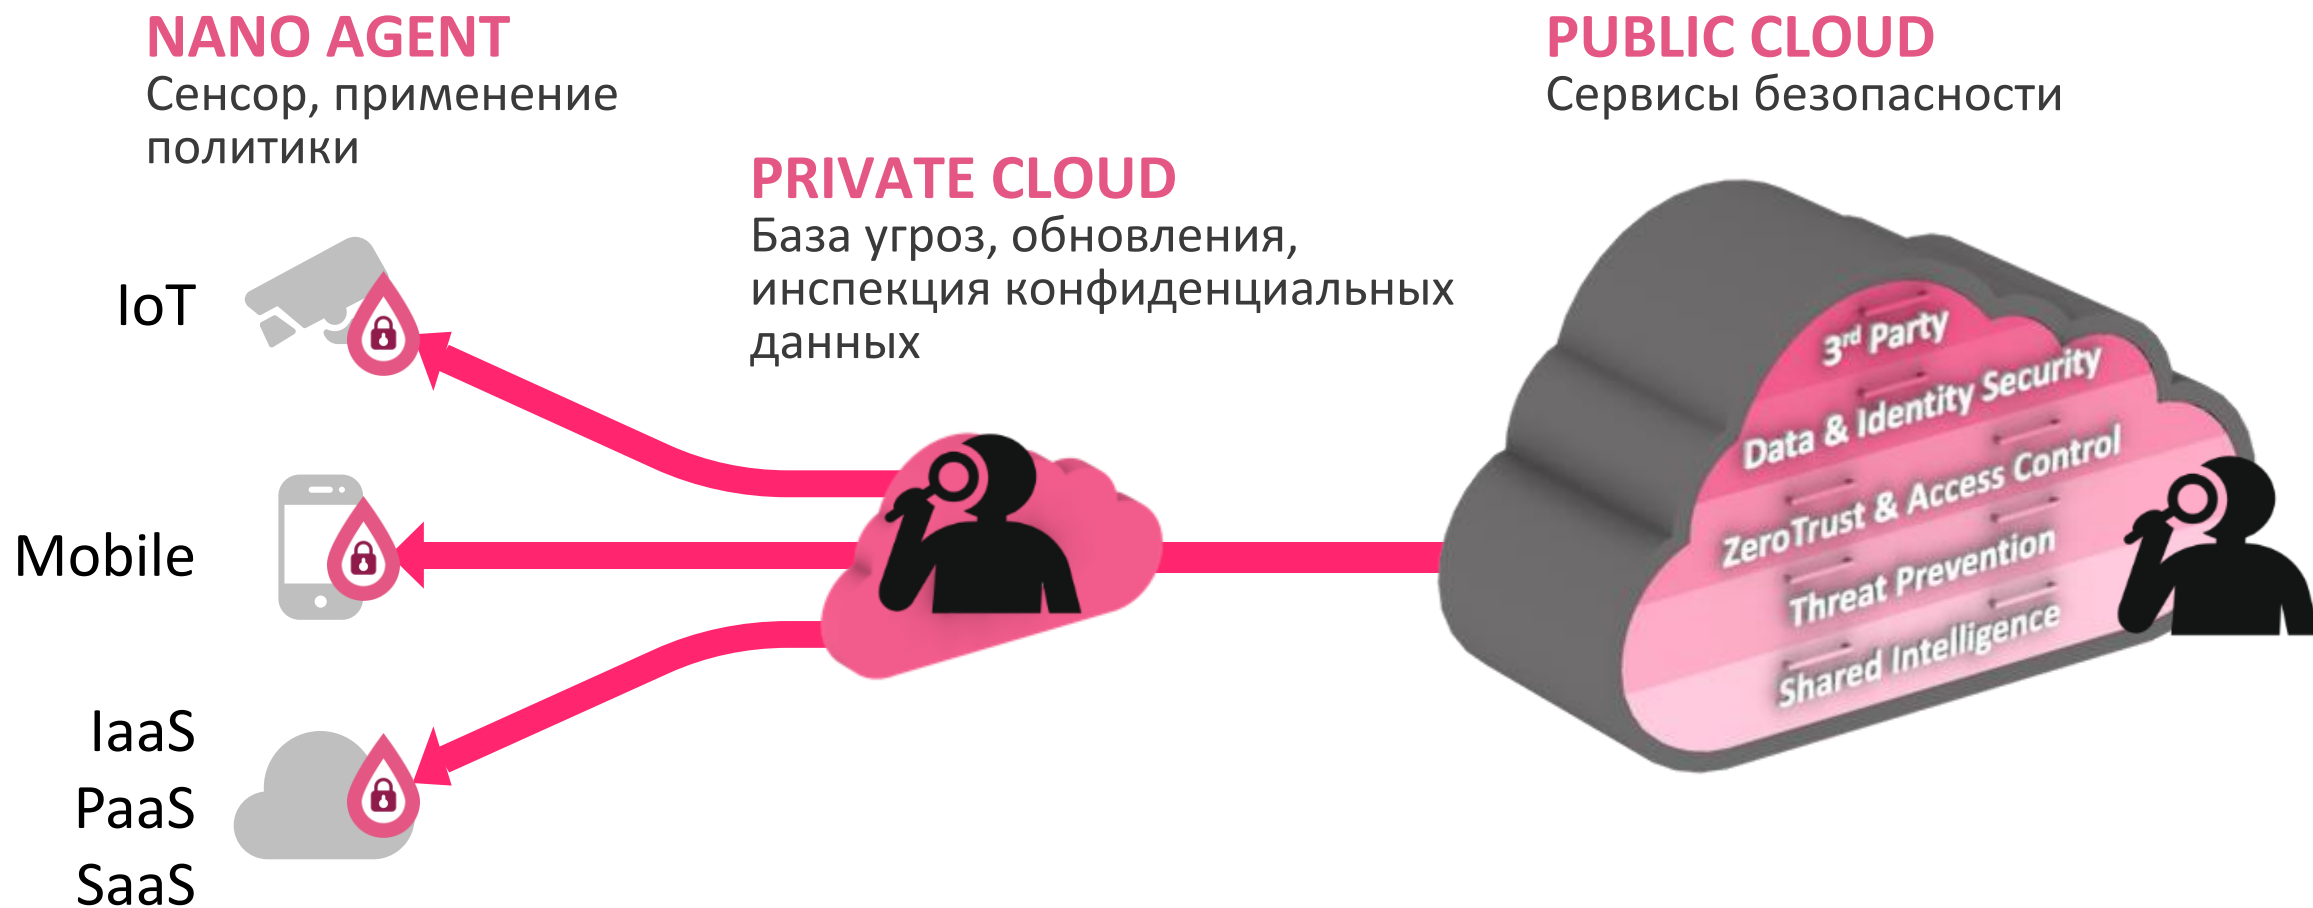 NANO AGENT
Сенсор, применение
политики
PRIVATE CLOUD
База угроз, обновления,
инспекция конфиденциальных
данных
PUBLIC CLOUD
Сервисы безопасности
IoT
Mobile
IaaS
PaaS
SaaS
3rd Party
Data & Identity Security
ZeroTrust & Access Control
Threat Prevention
Shared Intelligence